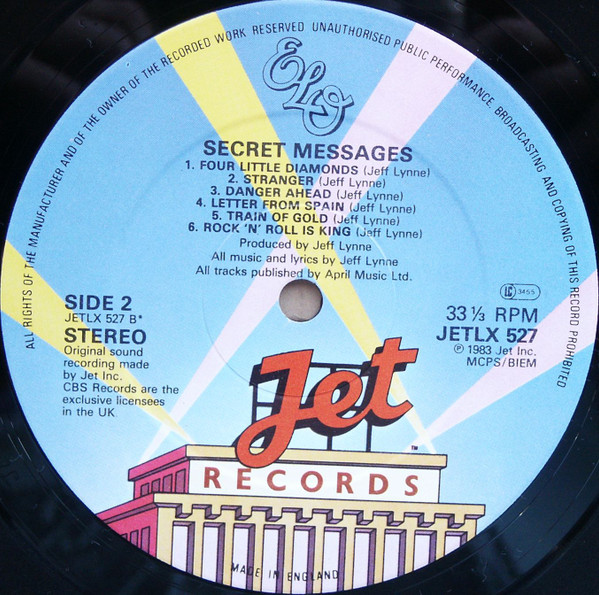 ALL RIGHTS OF THE MANUFACTURER AND OF THE OWNER OF THE RECORDED WORK RESERVED UNAUTHORISED PUBLIC PERFORMANCE BROADCASTING AND COPYING OF THIS RECORD PROHIBITED
ELO
SECRET MESSAGES
1. FOUR LITTLE DIAMONDS (Jeff Lynne)
2. STRANGER (Jeff Lynne)
3. DANGER AHEAD (Jeff Lynne)
4. LETTER FROM SPAIN (Jeff Lynne)
5. TRAIN OF GOLD (Jeff Lynne)
6. ROCK 'N' ROLL IS KING (Jeff Lynne)
Produced by Jeff Lynne
All music and lyrics by Jeff Lynne
All tracks published by April Music Ltd.
SIDE 2
JETLX 527 B*
STEREO
Original sound
recording made
by Jet Inc.
CBS Records are the
exclusive licensees
in the UK
LC 3455
33⅓ RPM
JETLX 527
℗ 1983 Jet Inc.
MCPS/BIEM
Jet
TM
RECORDS
MADE IN ENGLAND